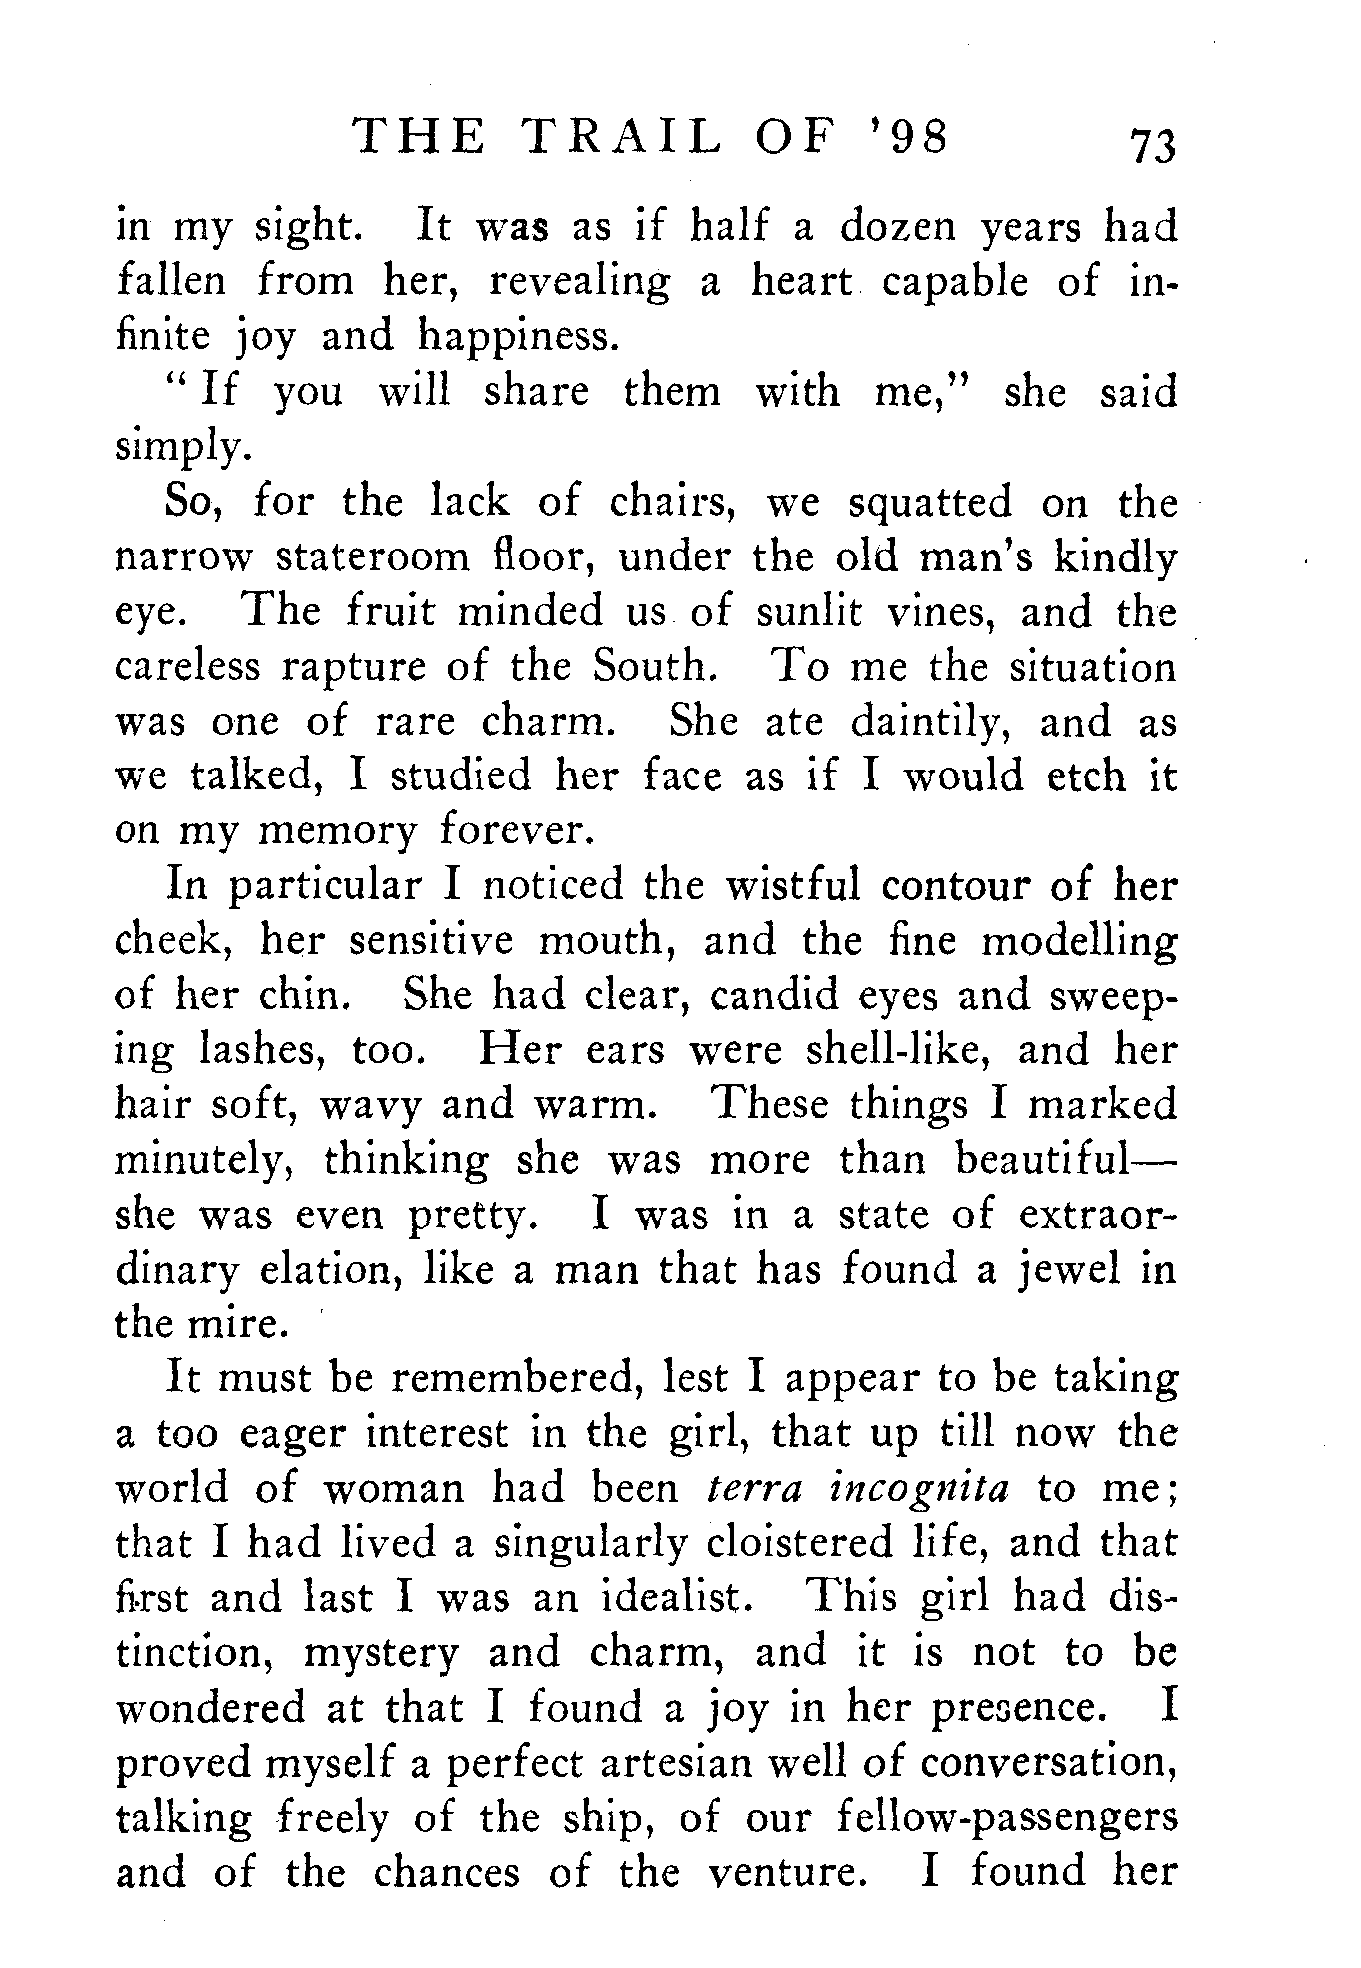 THE TRAIL OF '98 73
in my sight. It was as if half a dozen years had
fallen from her, revealing a heart capable of in-
finite joy and happiness.
" If you will share them with me," she said
simply.
So, for the lack of chairs, we squatted on the
narrow stateroom floor, under the old man's kindly
eye. The fruit minded us of sunlit vines, and the
careless rapture of the South. To me the situation
was one of rare charm. She ate daintily, and as
we talked, I studied her face as if I would etch it
on my memory forever.
In particular I noticed the wistful contour of her
cheek, her sensitive mouth, and the fine modelling
of her chin. She had clear, candid eyes and sweep-
ing lashes, too. Her ears were shell-like, and her
hair soft, wavy and warm. These things I marked
minutely, thinking she was more than beautiful—
she was even pretty. I was in a state of extraor-
dinary elation, like a man that has found a jewel in
the mire.
It must be remembered, lest I appear to be taking
a too eager interest in the girl, that up till now the
world of woman had been terra incognita to me;
that I had lived a singularly cloistered life, and that
first and last I was an idealist. This girl had dis-
tinction, mystery and charm, and it is not to be
wondered at that I found a joy in her presence. I
proved myself a perfect artesian well of conversation,
talking freely of the ship, of our fellow-passengers
and of the chances of the venture. I found her